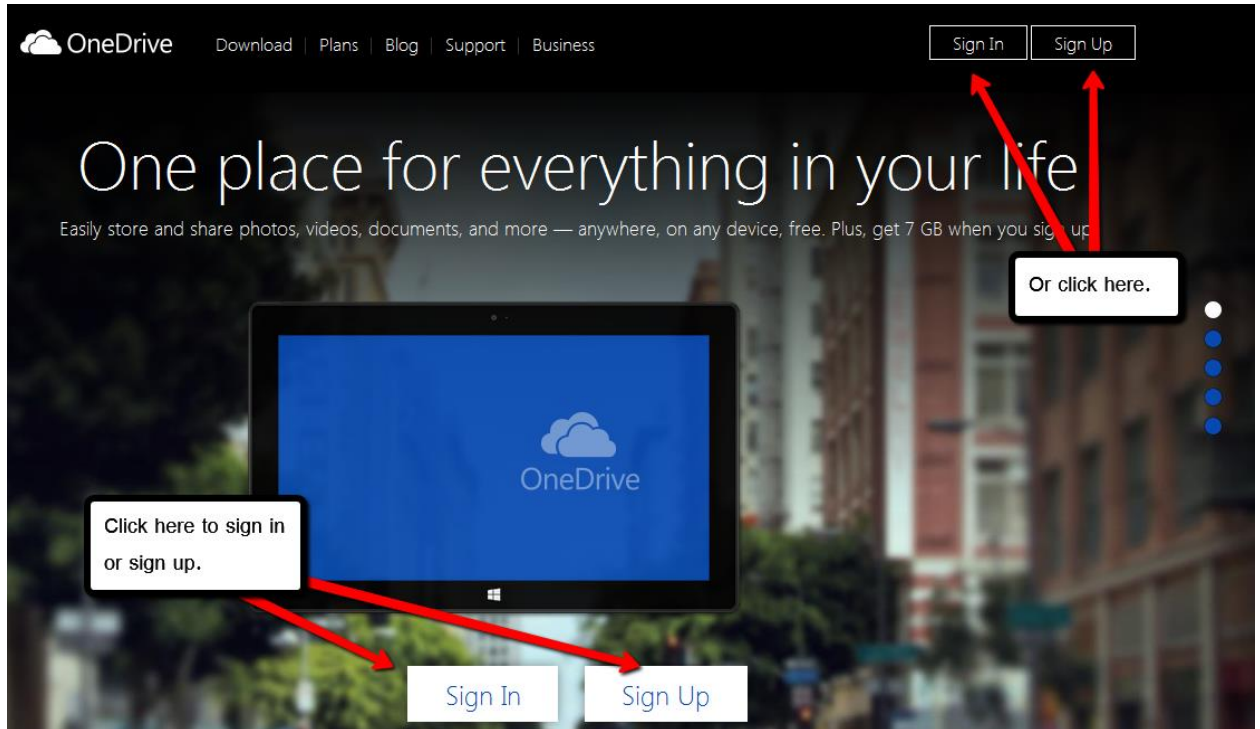 OneDrive Download | Plans | Blog | Support | Business Sign In Sign Up
One place for everything in your life
Easily store and share photos, videos, documents, and more — anywhere, on any device, free. Plus, get 7 GB when you sign up
Or click here.
OneDrive
Click here to sign in
or sign up.
Sign In Sign Up